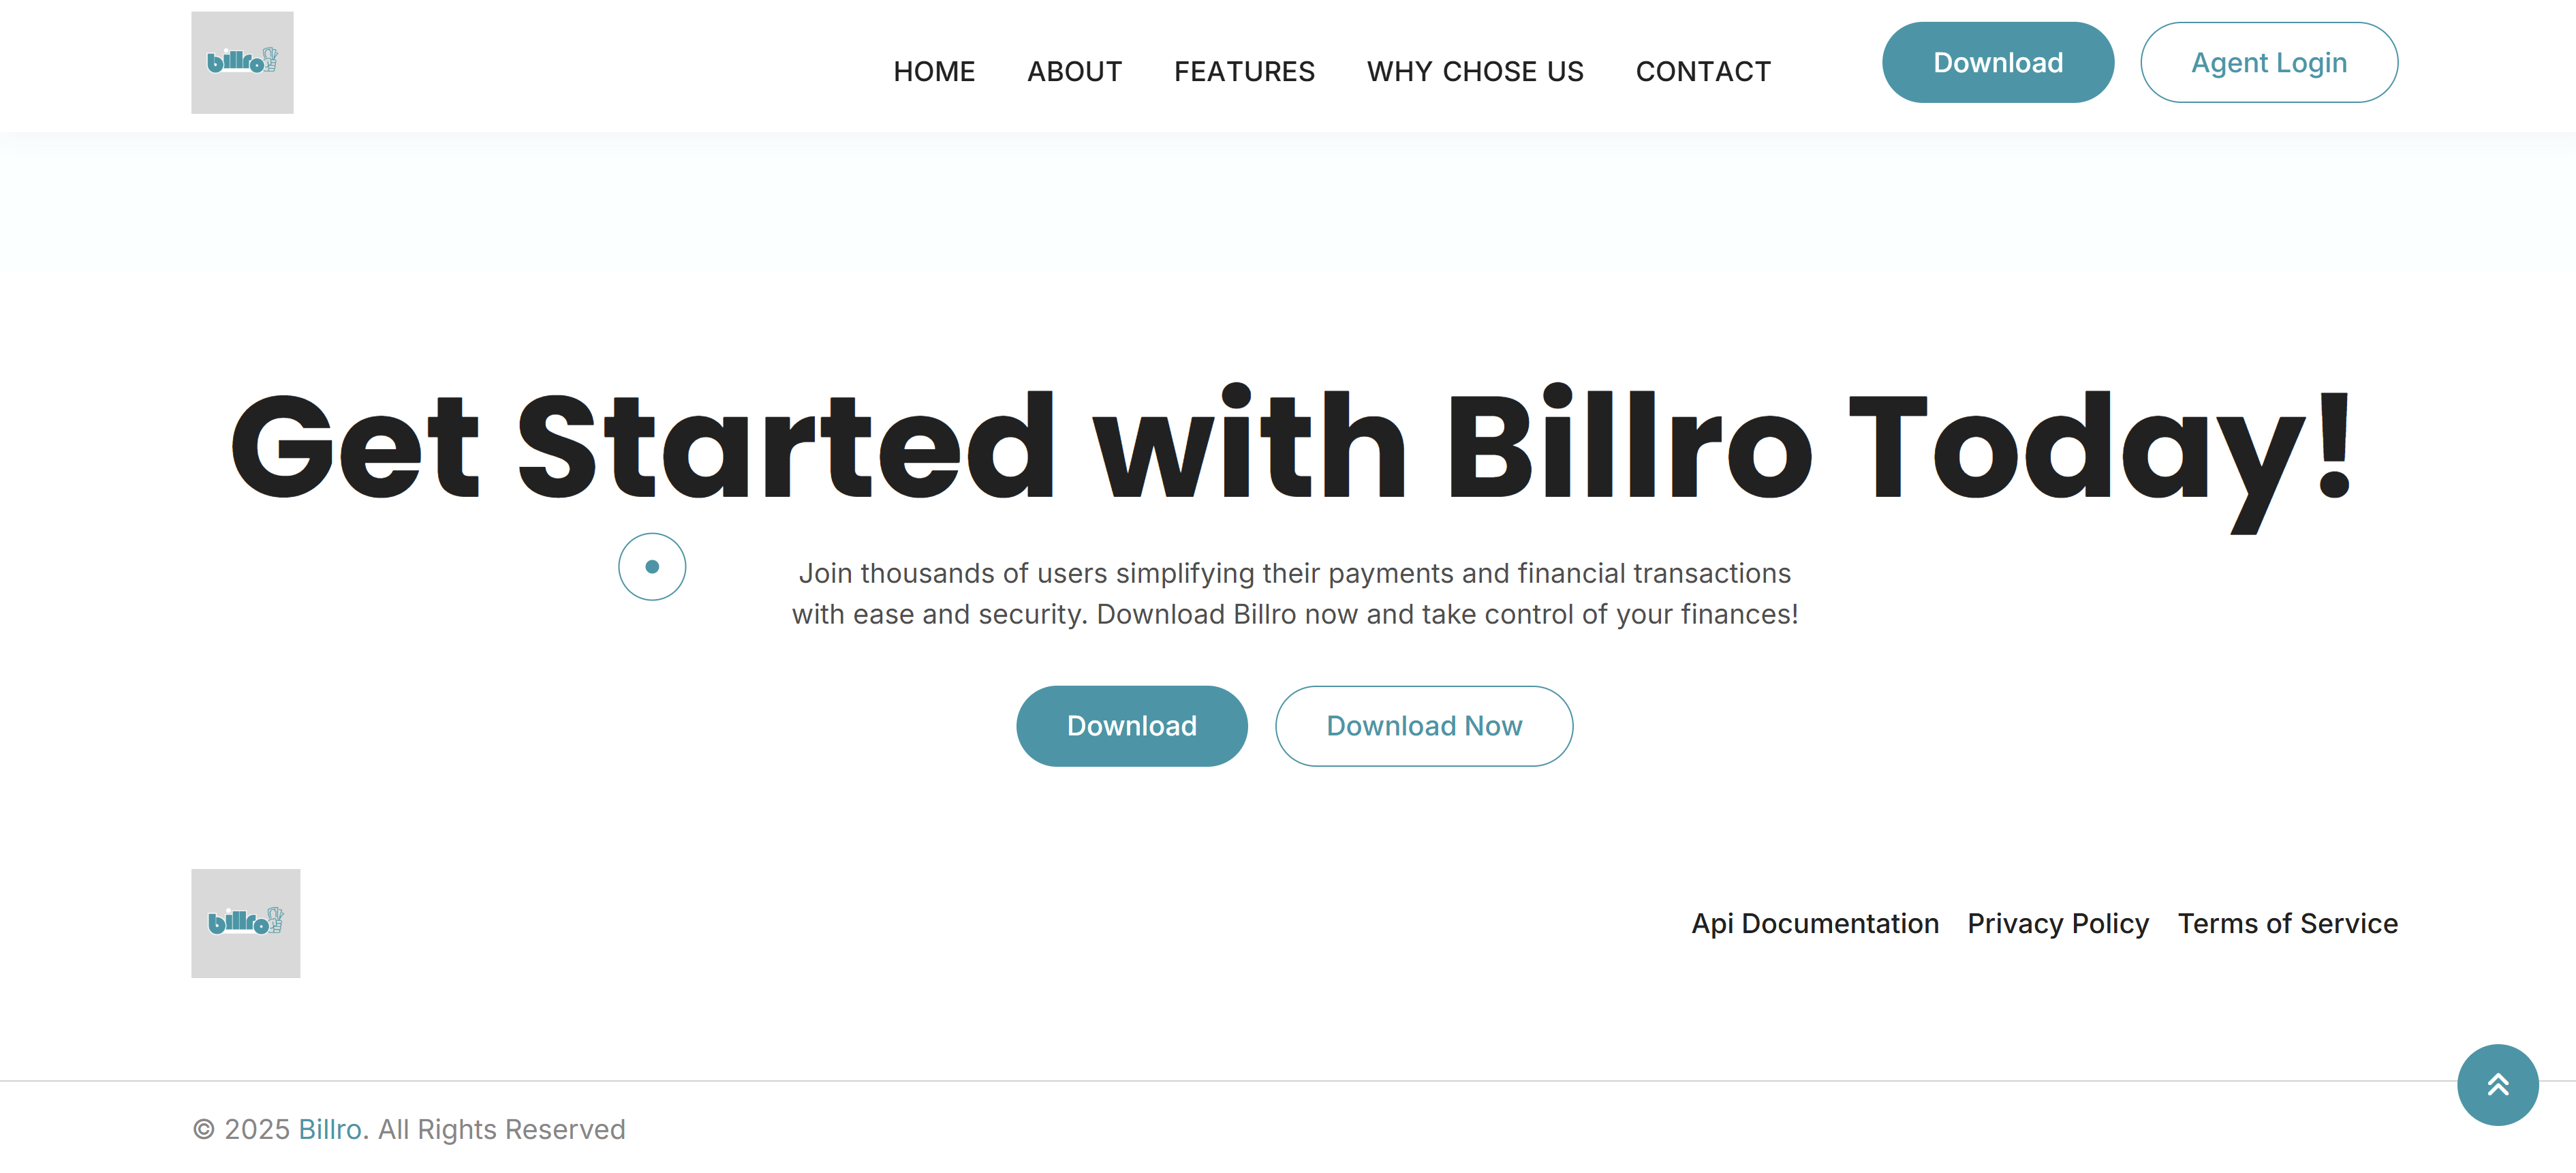 billro
HOME ABOUT FEATURES WHY CHOSE US CONTACT
Download Agent Login
Get Started with Billro Today!
Join thousands of users simplifying their payments and financial transactions
with ease and security. Download Billro now and take control of your finances!
Download Download Now
billro
Api Documentation Privacy Policy Terms of Service
© 2025 Billro. All Rights Reserved